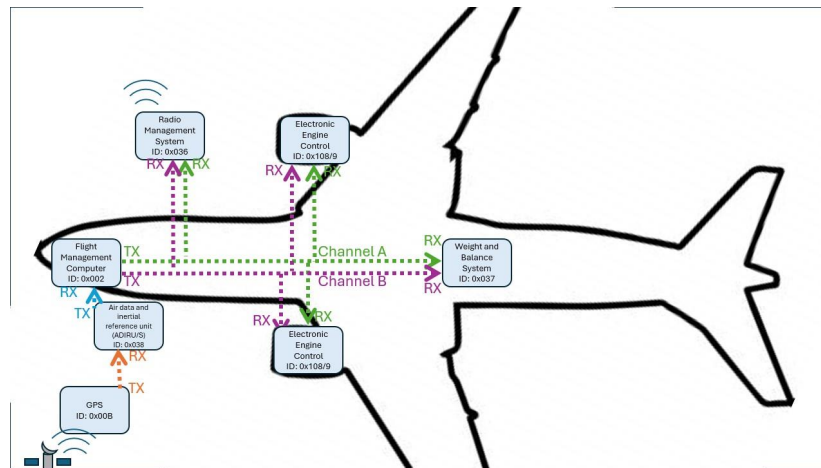 Radio
Management
System
ID: 0x036
RX
RX
Electronic
Engine
Control
ID: 0x108/9
RX
RX
Flight
Management
Computer
ID: 0x002
TX
TX
Channel A
Channel B
RX
RX
Weight and
Balance
System
ID: 0x037
RX
TX
Air data and
inertial
reference unit
(ADIRU/S)
ID: 0x038
RX
TX
GPS
ID: 0x00B
RX
RX
Electronic
Engine
Control
ID: 0x108/9